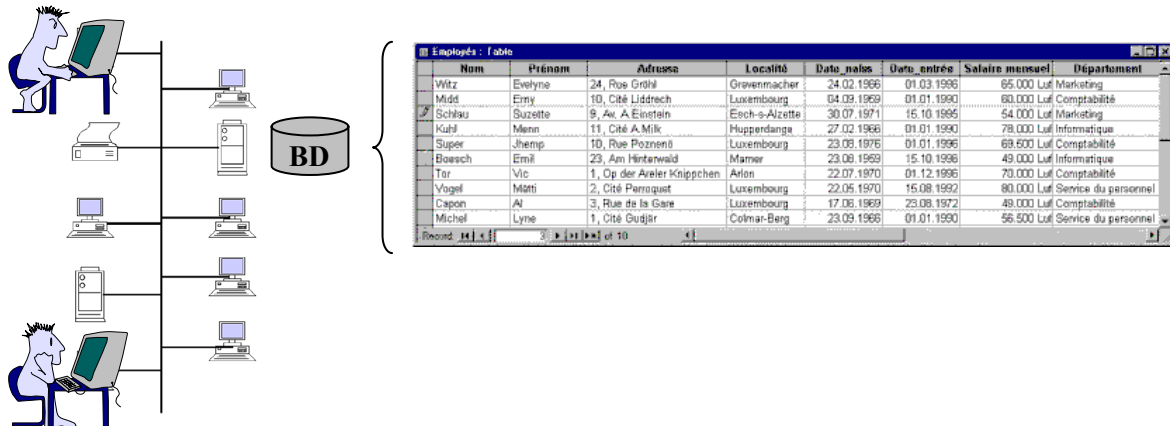 BD
Employés : Table
Nom Prénom Adresse Localité Date_naiss Date_entrée Salaire mensuel Département
Witz Evelyne 24, Rue Gröhl Grevenmacher 24.02.1966 01.03.1996 65.000 Luf Marketing
Midd Emy 10, Cité Liddrech Luxembourg 04.09.1969 01.01.1990 60.000 Luf Comptabilité
Schlau Suzette 9, Av. A.Einstein Esch-s-Alzette 30.07.1971 15.10.1995 54.000 Luf Marketing
Kuhl Menn 11, Cité A.Milk Hupperdange 27.02.1966 01.01.1990 78.000 Luf Informatique
Super Jhemp 10, Rue Poznenö Luxembourg 23.08.1976 01.01.1996 69.500 Luf Comptabilité
Boesch Emil 23, Am Hinterwald Mamer 23.06.1959 15.10.1996 49.000 Luf Informatique
Tor Vic 1, Op der Areler Knippchen Arlon 22.07.1970 01.12.1996 70.000 Luf Comptabilité
Vogel Mätti 2, Cité Perroquet Luxembourg 22.05.1970 15.08.1992 80.000 Luf Service du personnel
Capon Al 3, Rue de la Gare Luxembourg 17.06.1969 23.08.1972 49.000 Luf Comptabilité
Michel Lyne 1, Cité Gudjär Colmar-Berg 23.09.1966 01.01.1990 56.500 Luf Service du personnel
Record: 3 of 10